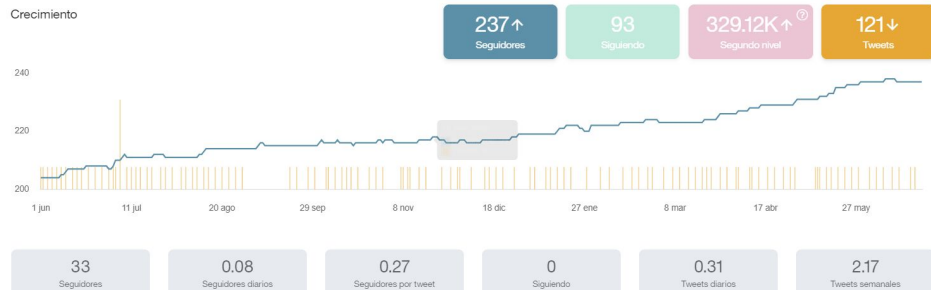 Crecimiento
237↑
Seguidores
93
Siguiendo
329.12K↑ ?
Segundo nivel
121↓
Tweets
240
220
200
1 jun 11 jul 20 ago 29 sep 8 nov 18 dic 27 ene 8 mar 17 abr 27 may
33
Seguidores
0.08
Seguidores diarios
0.27
Seguidores por tweet
0
Siguiendo
0.31
Tweets diarios
2.17
Tweets semanales